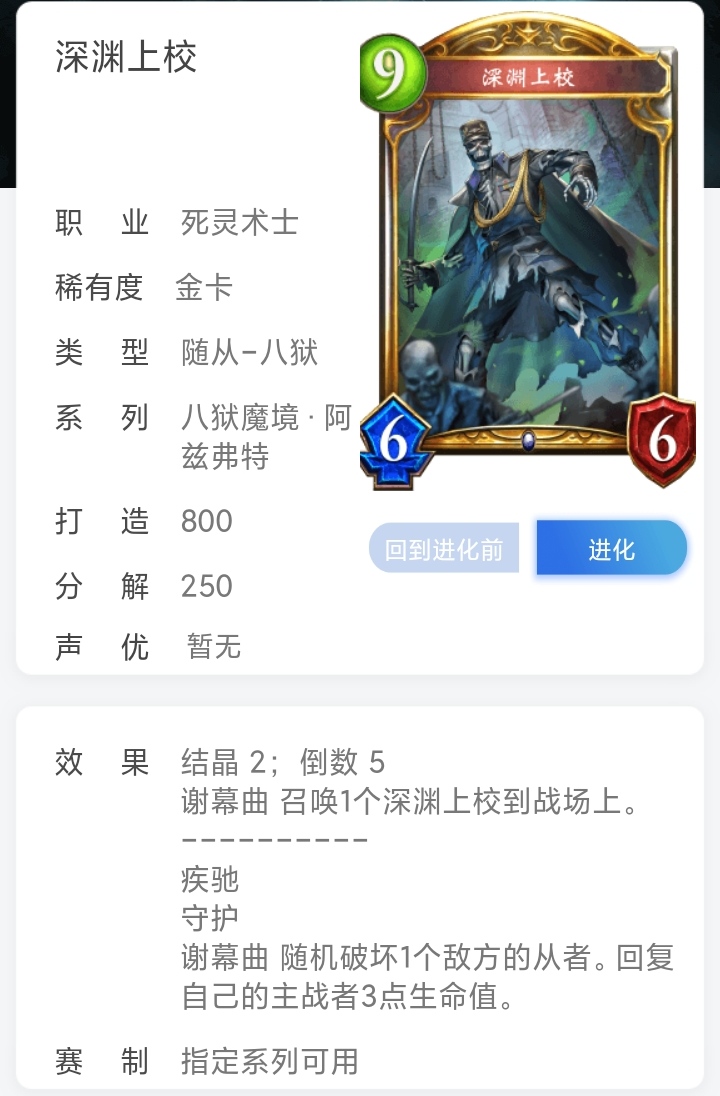 深渊上校
9
深淵上校
职 业 死灵术士
稀有度 金卡
类 型 随从-八狱
系 列 八狱魔境 · 阿
兹弗特
6
6
打 造 800
回到进化前
进化
分 解 250
声 优 暂无
效 果 结晶 2；倒数 5
谢幕曲 召唤1个深渊上校到战场上。
----------
疾驰
守护
谢幕曲 随机破坏1个敌方的从者。回复
自己的主战者3点生命值。
赛 制 指定系列可用